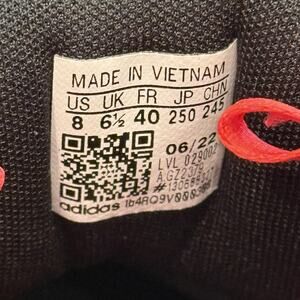 MADE IN VIETNAM
US UK FR JP CHN
8 6½ 40 250 245
06/22
LVL 029002
adidas